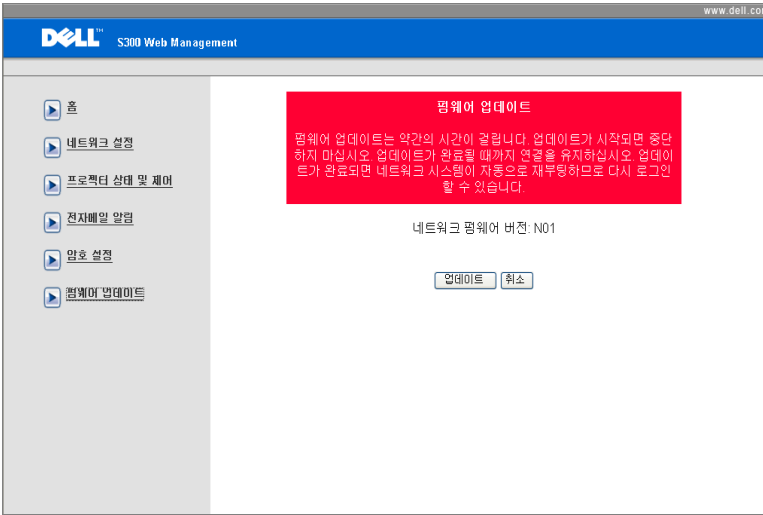 www.dell.co
DELL™ S300 Web Management
홈
네트워크 설정
프로젝터 상태 및 제어
전자메일 알림
암호 설정
펌웨어 업데이트
펌웨어 업데이트
펌웨어 업데이트는 약간의 시간이 걸립니다. 업데이트가 시작되면 중단
하지 마십시오. 업데이트가 완료될 때까지 연결을 유지하십시오. 업데이
트가 완료되면 네트워크 시스템이 자동으로 재부팅하므로 다시 로그인
할 수 있습니다.
네트워크 펌웨어 버전: N01
업데이트 취소